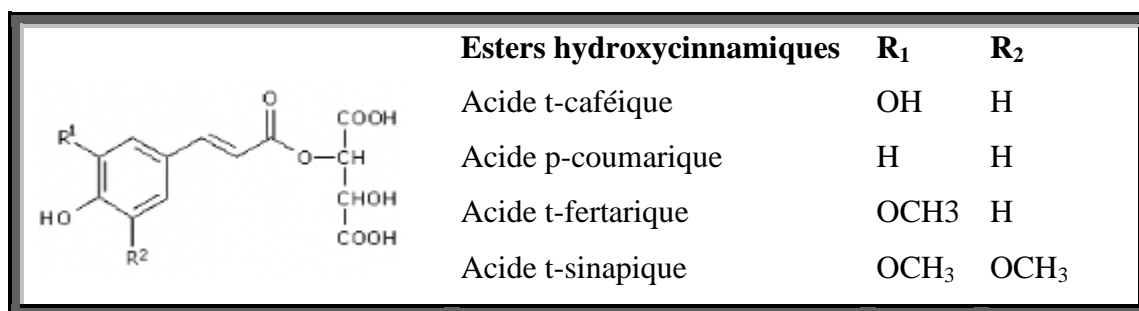 Esters hydroxycinnamiques R₁ R₂
Acide t-caféique OH H
Acide p-coumarique H H
Acide t-fertarique OCH3 H
Acide t-sinapique OCH₃ OCH₃
O
COOH
R¹
O CH
CHOH
HO
COOH
R²